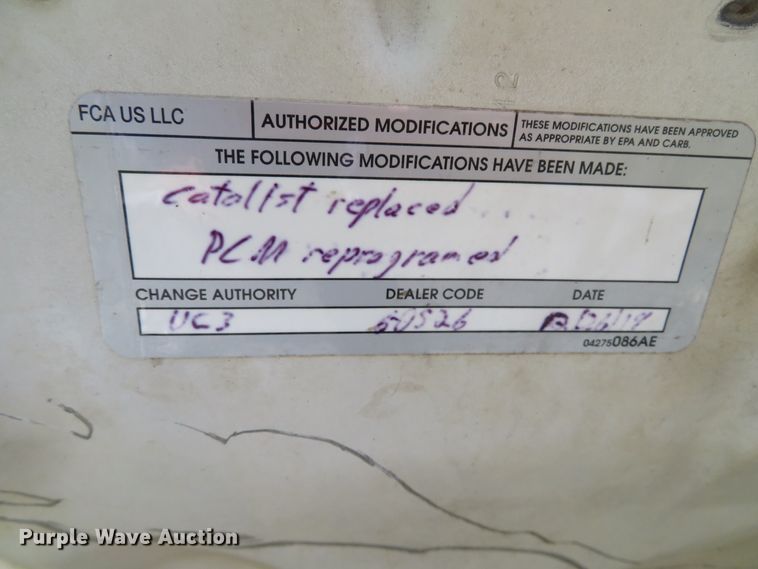 FCA US LLC
AUTHORIZED MODIFICATIONS
THESE MODIFICATIONS HAVE BEEN APPROVED
AS APPROPRIATE BY EPA AND CARB.
THE FOLLOWING MODIFICATIONS HAVE BEEN MADE:
catalist replaced
PCM reprogramed
CHANGE AUTHORITY DEALER CODE DATE
UC3 60526
04275086AE
Purple Wave Auction